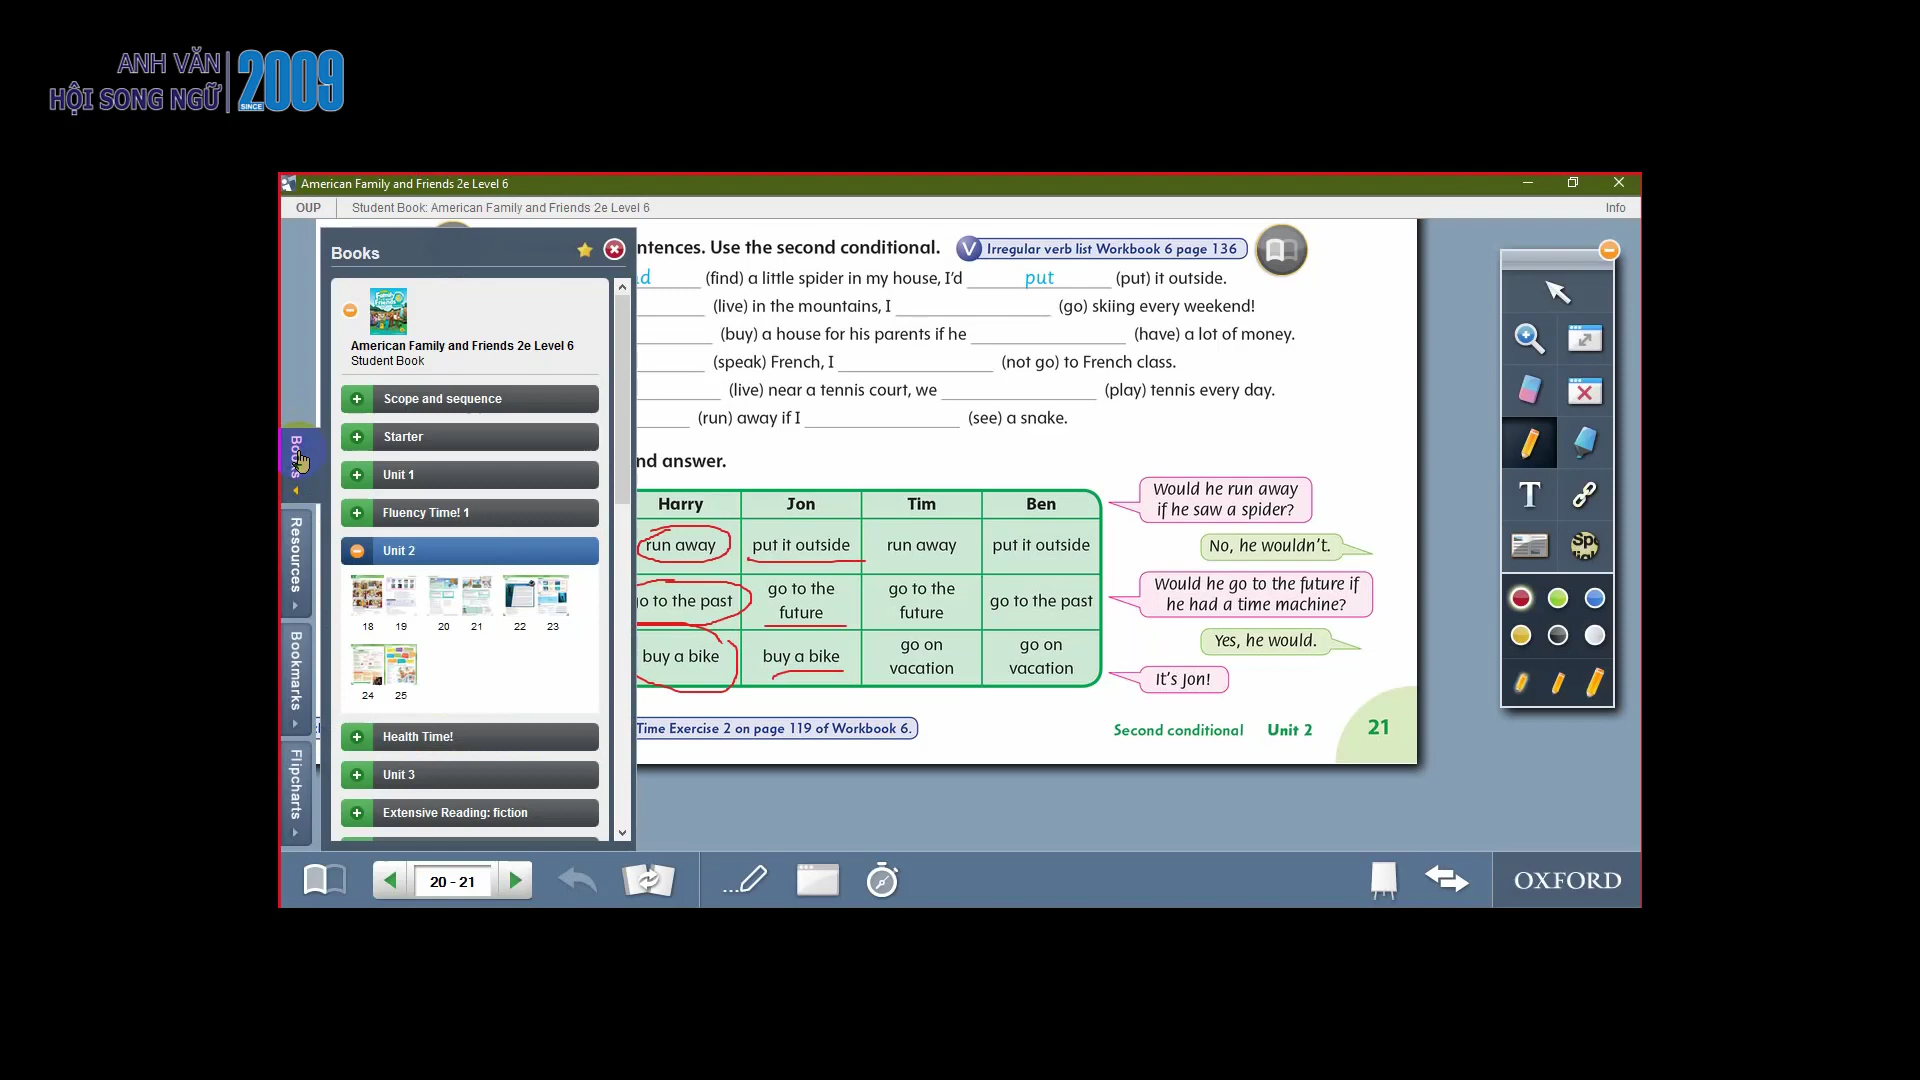 ANH VĂN
HỘI SONG NGỮ
SINCE 2009
American Family and Friends 2e Level 6
OUP
Student Book: American Family and Friends 2e Level 6
Info
Books
American Family and Friends 2e Level 6
Student Book
Scope and sequence
Starter
Unit 1
Fluency Time! 1
Unit 2
18 19 20 21 22 23
24 25
Health Time!
Unit 3
Extensive Reading: fiction
Books
Resources
Bookmarks
Flipcharts
ntences. Use the second conditional.
V Irregular verb list Workbook 6 page 136
d (find) a little spider in my house, I'd put (put) it outside.
(live) in the mountains, I (go) skiing every weekend!
(buy) a house for his parents if he (have) a lot of money.
(speak) French, I (not go) to French class.
(live) near a tennis court, we (play) tennis every day.
(run) away if I (see) a snake.
nd answer.
Harry Jon Tim Ben
run away put it outside run away put it outside
o to the past go to the future go to the future go to the past
buy a bike buy a bike go on vacation go on vacation
Would he run away
if he saw a spider?
No, he wouldn't.
Would he go to the future if
he had a time machine?
Yes, he would.
It's Jon!
Time Exercise 2 on page 119 of Workbook 6.
Second conditional Unit 2 21
T
20 - 21
OXFORD